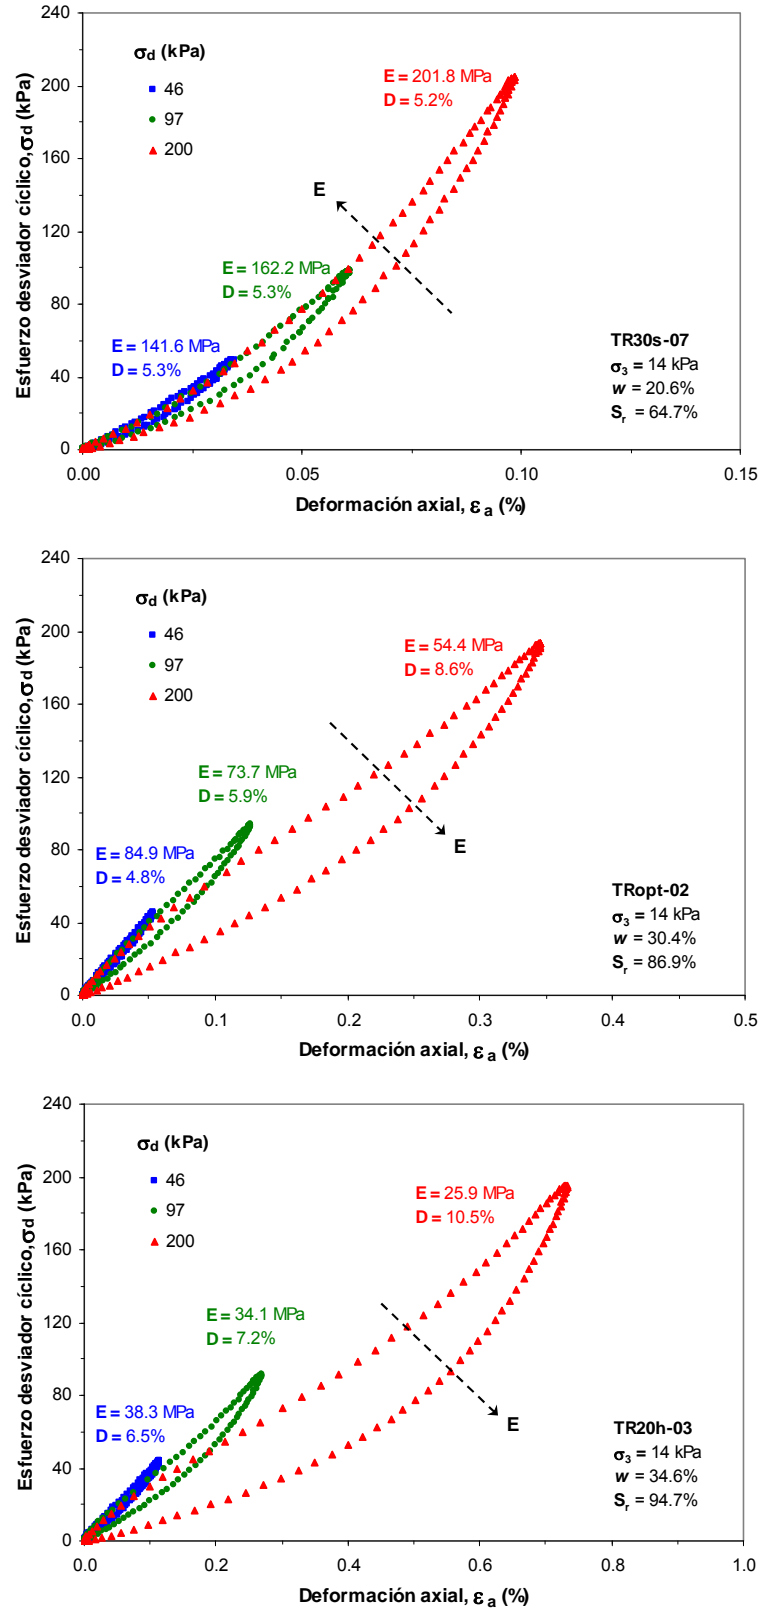 240
200
160
120
80
40
0
Esfuerzo desviador cíclico,σd (kPa)
σd (kPa)
46
97
200
E = 201.8 MPa
D = 5.2%
E
E = 162.2 MPa
D = 5.3%
E = 141.6 MPa
D = 5.3%
TR30s-07
σ3 = 14 kPa
w = 20.6%
Sr = 64.7%
0.00 0.05 0.10 0.15
Deformación axial, εa (%)
240
200
160
120
80
40
0
Esfuerzo desviador cíclico,σd (kPa)
σd (kPa)
46
97
200
E = 54.4 MPa
D = 8.6%
E = 73.7 MPa
D = 5.9%
E
E = 84.9 MPa
D = 4.8%
TRopt-02
σ3 = 14 kPa
w = 30.4%
Sr = 86.9%
0.0 0.1 0.2 0.3 0.4 0.5
Deformación axial, εa (%)
240
200
160
120
80
40
0
Esfuerzo desviador cíclico,σd (kPa)
σd (kPa)
46
97
200
E = 25.9 MPa
D = 10.5%
E = 34.1 MPa
D = 7.2%
E
E = 38.3 MPa
D = 6.5%
TR20h-03
σ3 = 14 kPa
w = 34.6%
Sr = 94.7%
0.0 0.2 0.4 0.6 0.8 1.0
Deformación axial, εa (%)